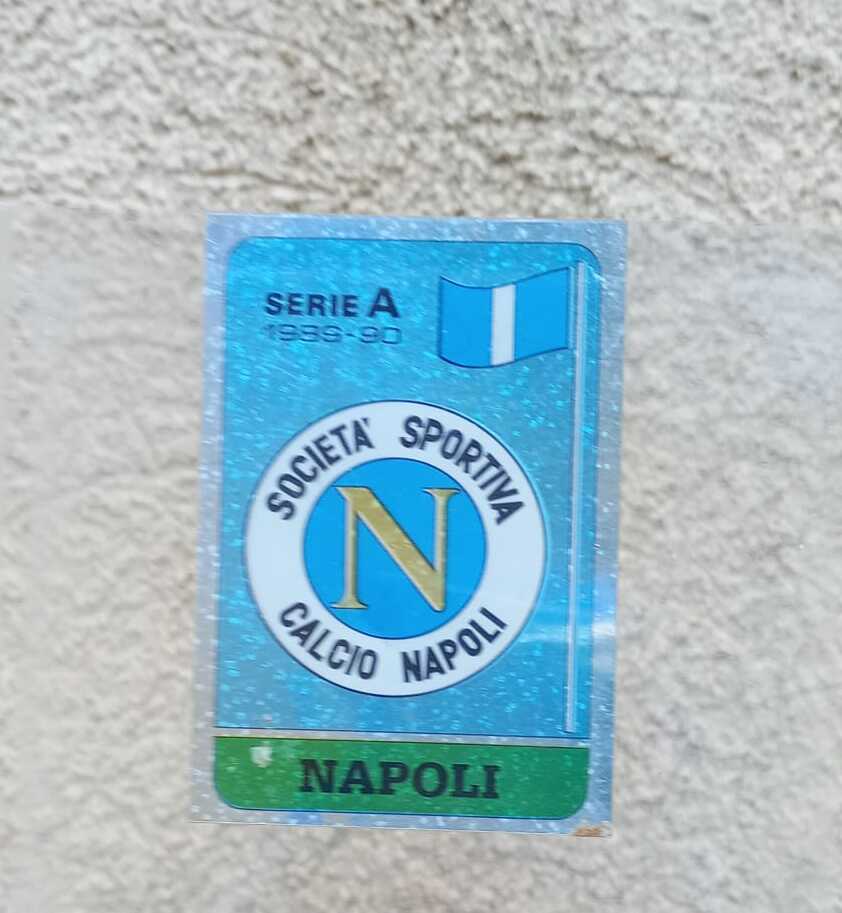 SERIE A
1989-90
SOCIETA' SPORTIVA
N
CALCIO NAPOLI
NAPOLI